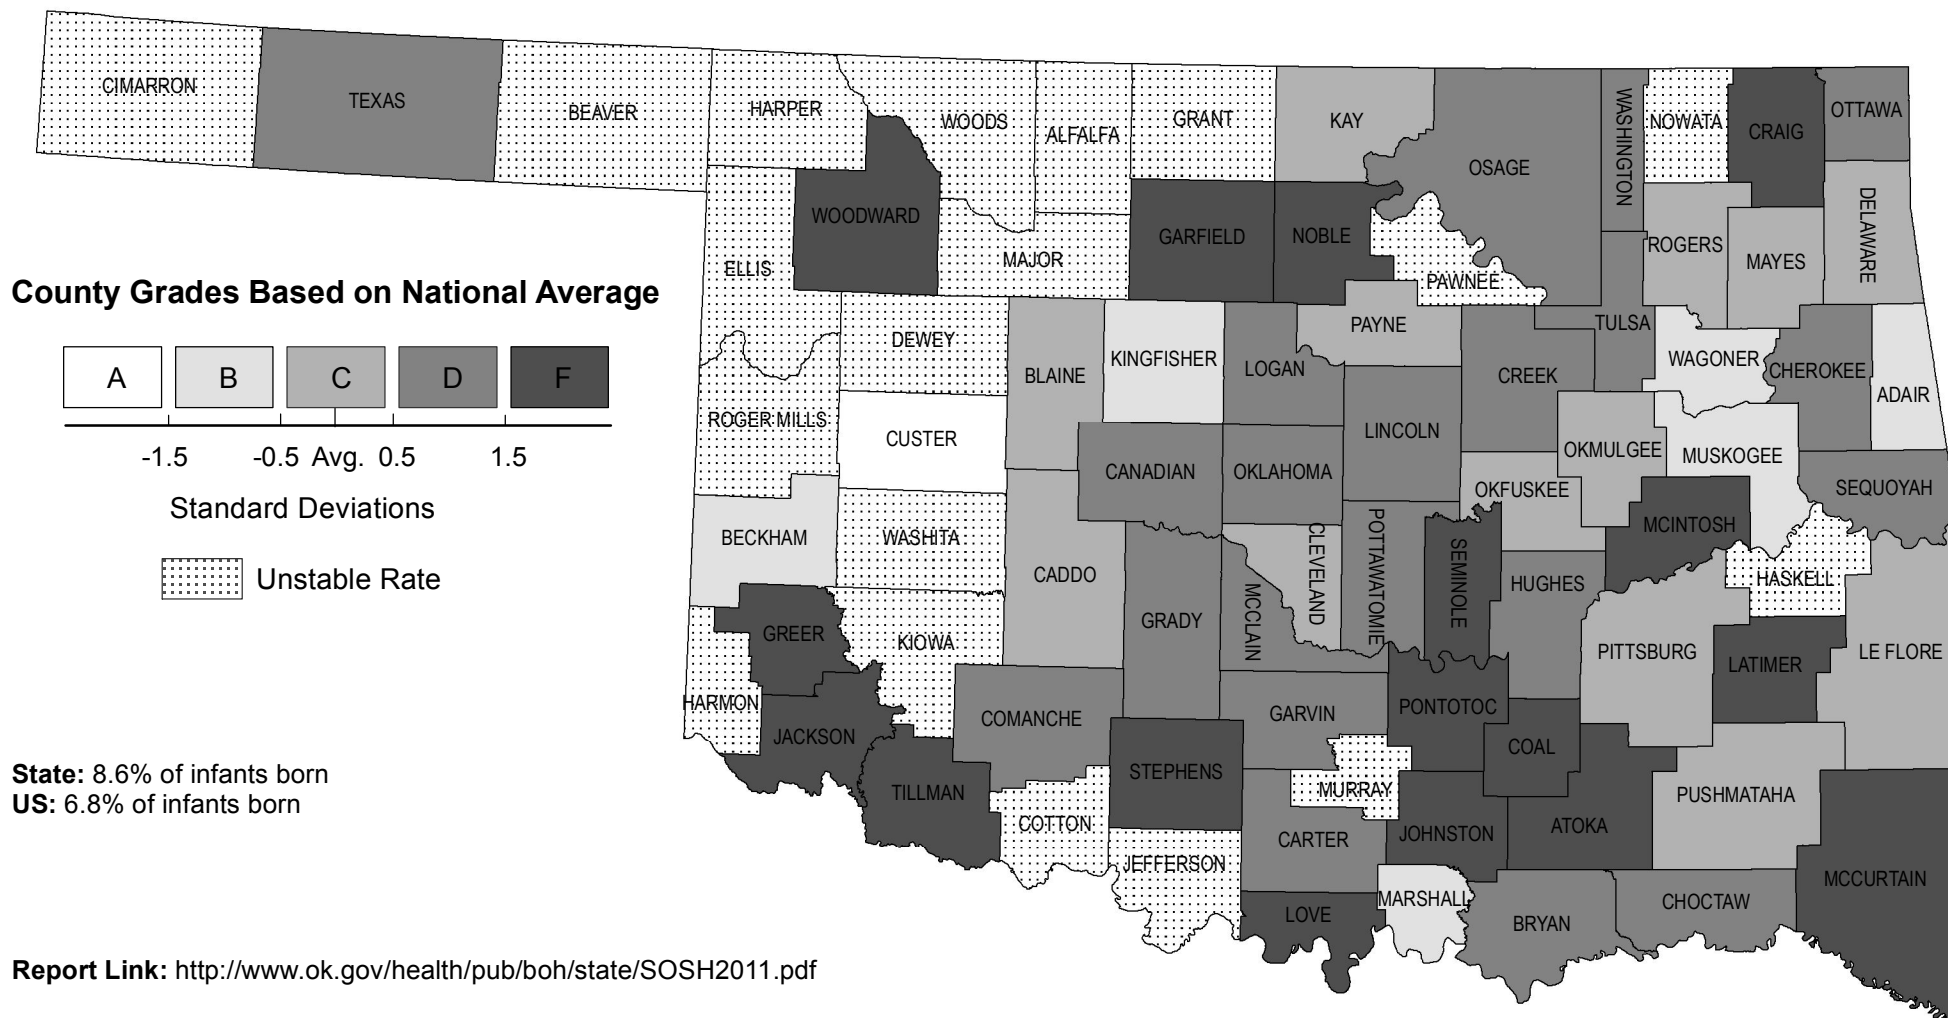 CIMARRON
TEXAS
BEAVER
HARPER
WOODS
ALFALFA
GRANT
KAY
OSAGE
WASHINGTON
NOWATA
CRAIG
OTTAWA
WOODWARD
GARFIELD
NOBLE
PAWNEE
ROGERS
MAYES
DELAWARE
ELLIS
MAJOR
County Grades Based on National Average
A B C D F
-1.5 -0.5 Avg. 0.5 1.5
Standard Deviations
Unstable Rate
DEWEY
BLAINE
KINGFISHER
LOGAN
PAYNE
CREEK
TULSA
WAGONER
CHEROKEE
ADAIR
ROGER MILLS
CUSTER
CANADIAN
OKLAHOMA
LINCOLN
OKMULGEE
MUSKOGEE
SEQUOYAH
OKFUSKEE
MCINTOSH
BECKHAM
WASHITA
CADDO
GRADY
MCCLAIN
CLEVELAND
POTTAWATOMIE
SEMINOLE
HUGHES
HASKELL
GREER
KIOWA
PITTSBURG
LATIMER
LE FLORE
HARMON
JACKSON
COMANCHE
GARVIN
PONTOTOC
COAL
TILLMAN
STEPHENS
MURRAY
PUSHMATAHA
COTTON
JEFFERSON
CARTER
JOHNSTON
ATOKA
MCCURTAIN
LOVE
MARSHALL
BRYAN
CHOCTAW
State: 8.6% of infants born
US: 6.8% of infants born
Report Link: http://www.ok.gov/health/pub/boh/state/SOSH2011.pdf